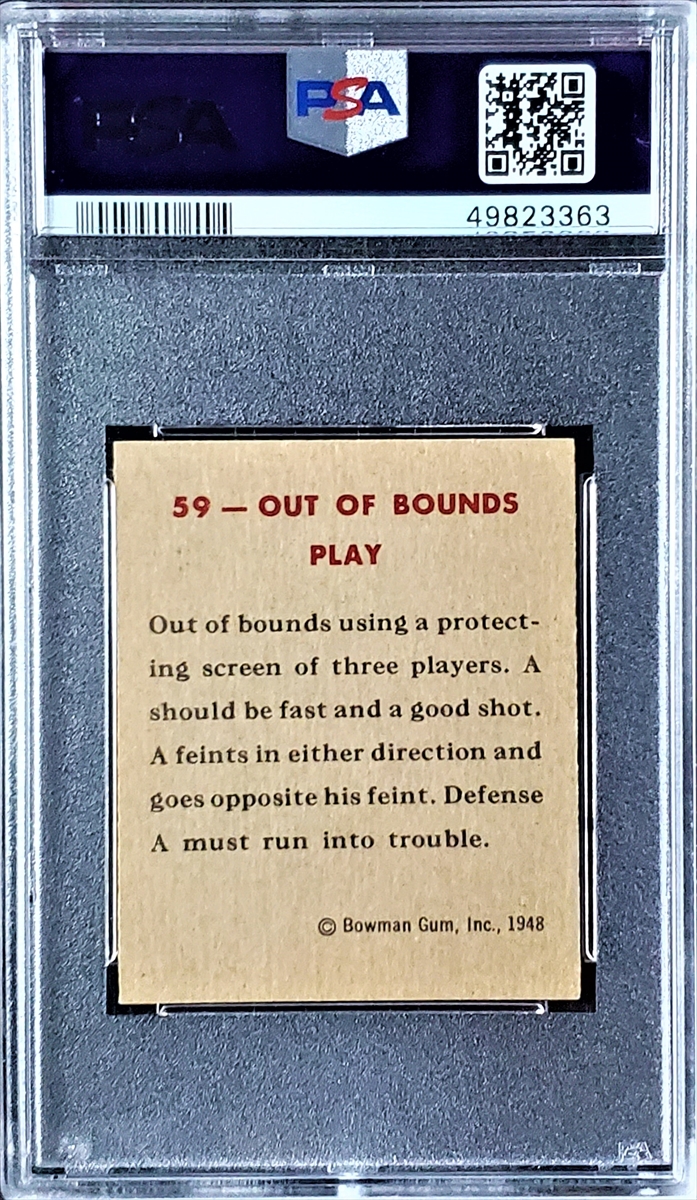 PSA
PSA
49823363
59 — OUT OF BOUNDS
PLAY
Out of bounds using a protect-
ing screen of three players. A
should be fast and a good shot.
A feints in either direction and
goes opposite his feint. Defense
A must run into trouble.
© Bowman Gum, Inc., 1948
PSA